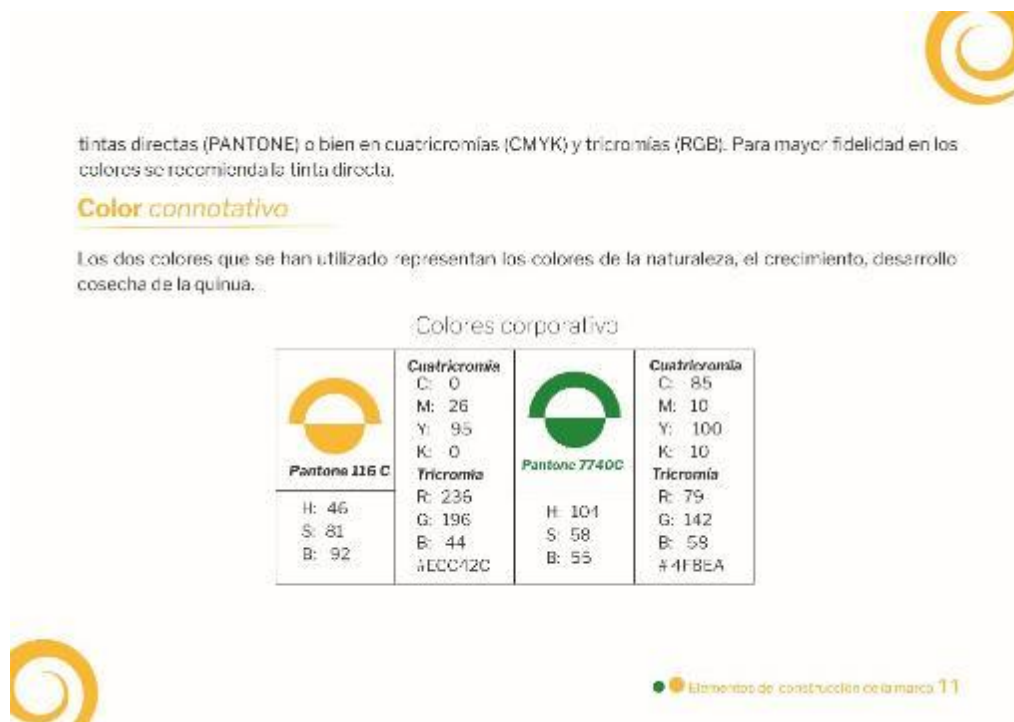 tintas directas (PANTONE) o bien en cuatricromías (CMYK) y tricromías (RGB). Para mayor fidelidad en los
colores se recomienda la tinta directa.
Color connotativo
Los dos colores que se han utilizado representan los colores de la naturaleza, el crecimiento, desarrollo
cosecha de la quinua.
Colores corporativo
Pantone 116 C
H: 46
S: 81
B: 92
Cuatricromía
C: 0
M: 26
Y: 95
K: 0
Tricromía
R: 236
G: 196
B: 44
#ECC42C
Pantone 7740C
H: 104
S: 58
B: 55
Cuatricromía
C: 85
M: 10
Y: 100
K: 10
Tricromía
R: 79
G: 142
B: 59
Elementos de construcción de la marca 11